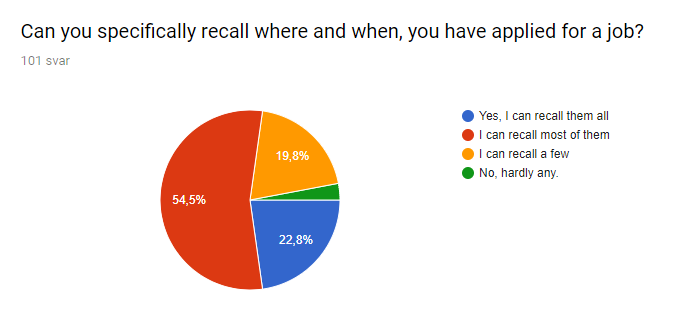 Can you specifically recall where and when, you have applied for a job?
101 svar
Yes, I can recall them all
I can recall most of them
I can recall a few
No, hardly any.
19,8%
54,5%
22,8%